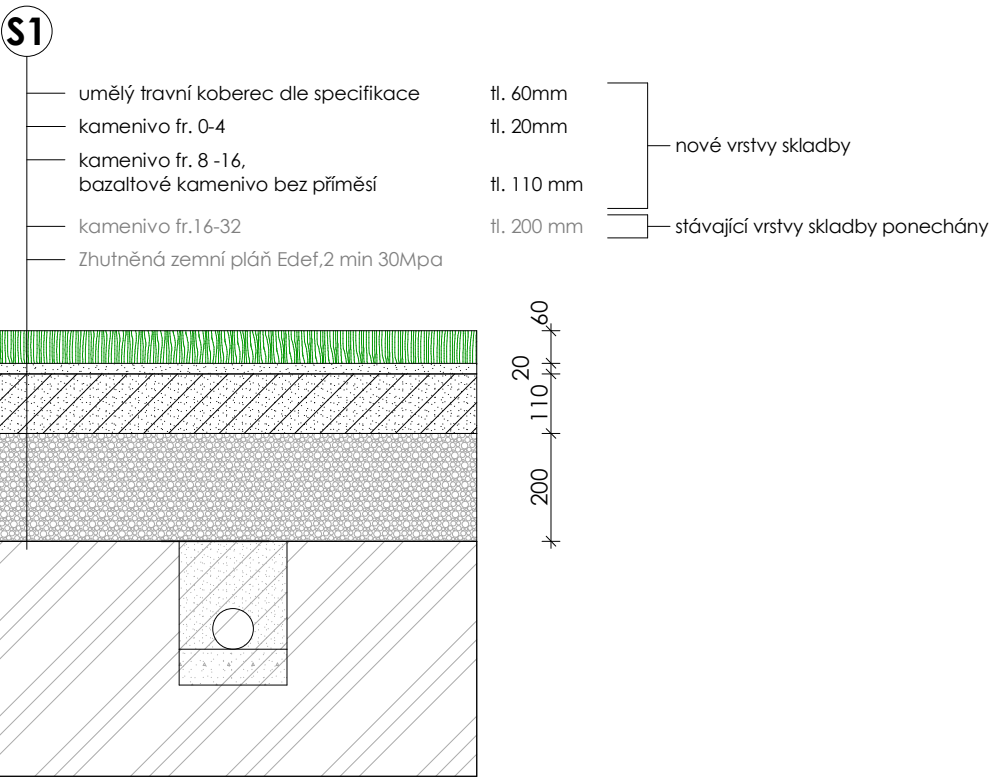 S1
umělý travní koberec dle specifikace tl. 60mm
kamenivo fr. 0-4 tl. 20mm
kamenivo fr. 8 -16,
bazaltové kamenivo bez příměsí tl. 110 mm
nové vrstvy skladby
kamenivo fr.16-32 tl. 200 mm
stávající vrstvy skladby ponechány
Zhutněná zemní pláň Edef,2 min 30Mpa
60
20
110
200